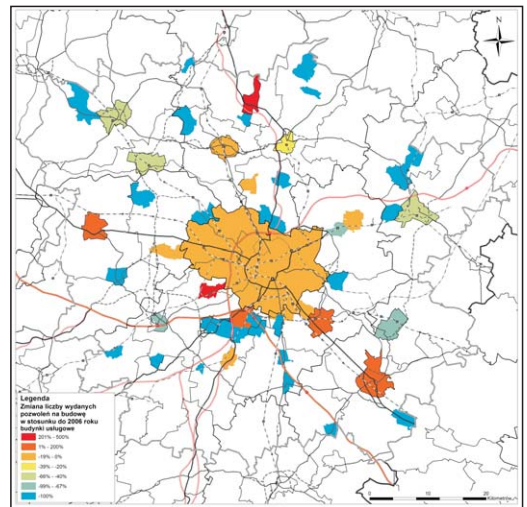 N
Legenda
Zmiana liczby wydanych
pozwoleń na budowę
w stosunku do 2006 roku
budynki usługowe
201% - 500%
1% - 200%
-19% - 0%
-39% - -20%
-66% - -40%
-99% - -67%
-100%
0
5
10
20